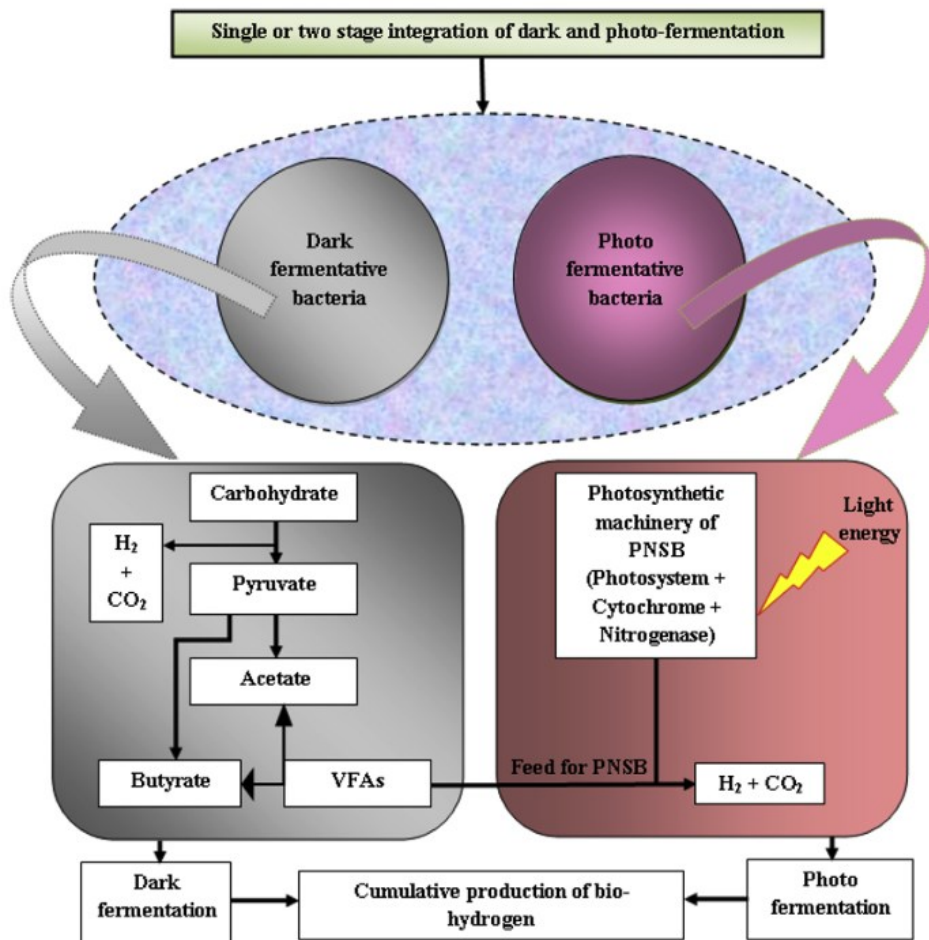 Single or two stage integration of dark and photo-fermentation
Dark
fermentative
bacteria
Photo
fermentative
bacteria
Carbohydrate
H₂
+
CO₂
Pyruvate
Acetate
Butyrate
VFAs
Photosynthetic
machinery of
PNSB
(Photosystem +
Cytochrome +
Nitrogenase)
Light
energy
Feed for PNSB
H₂ + CO₂
Dark
fermentation
Cumulative production of bio-
hydrogen
Photo
fermentation